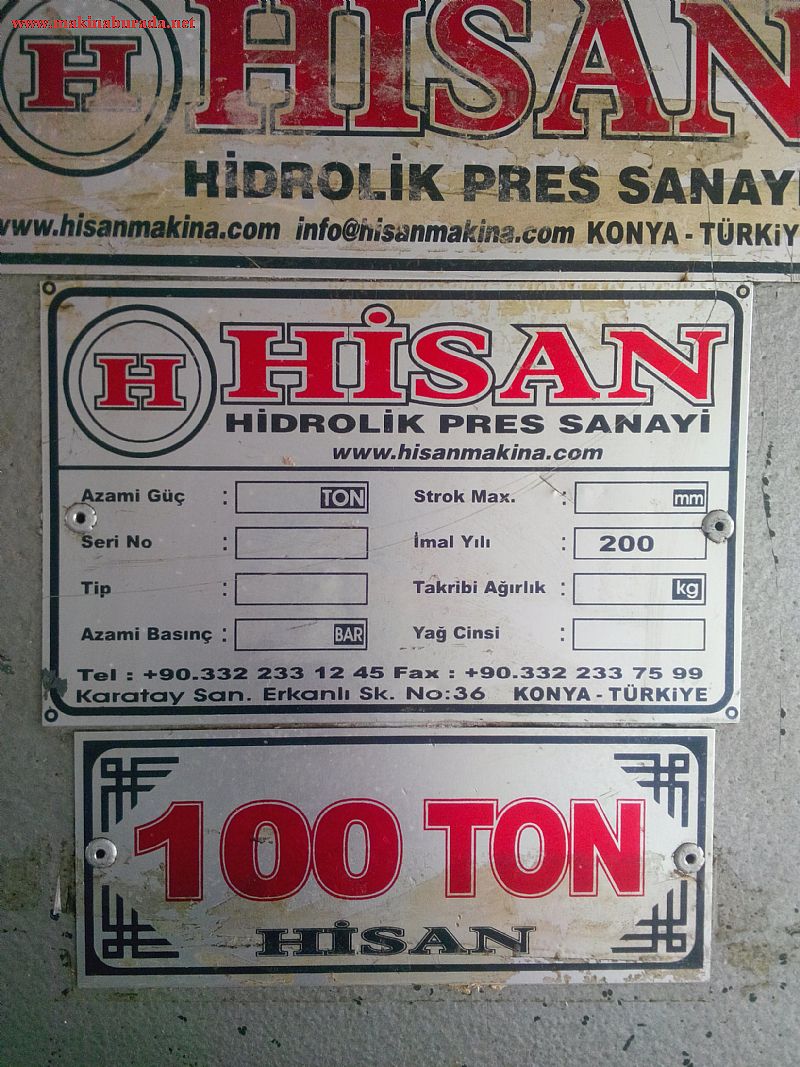 www.makinaburada.net
H HISAN
HİDROLİK PRES SANAYİ
www.hisanmakina.com info@hisanmakina.com KONYA - TÜRKİY
H HİSAN
HİDROLİK PRES SANAYİ
www.hisanmakina.com
Azami Güç : TON Strok Max. : mm
Seri No : İmal Yılı : 200
Tip : Takribi Ağırlık : kg
Azami Basınç : BAR Yağ Cinsi :
Tel : +90.332 233 12 45 Fax : +90.332 233 75 99
Karatay San. Erkanlı Sk. No:36 KONYA - TÜRKİYE
100 TON
HİSAN